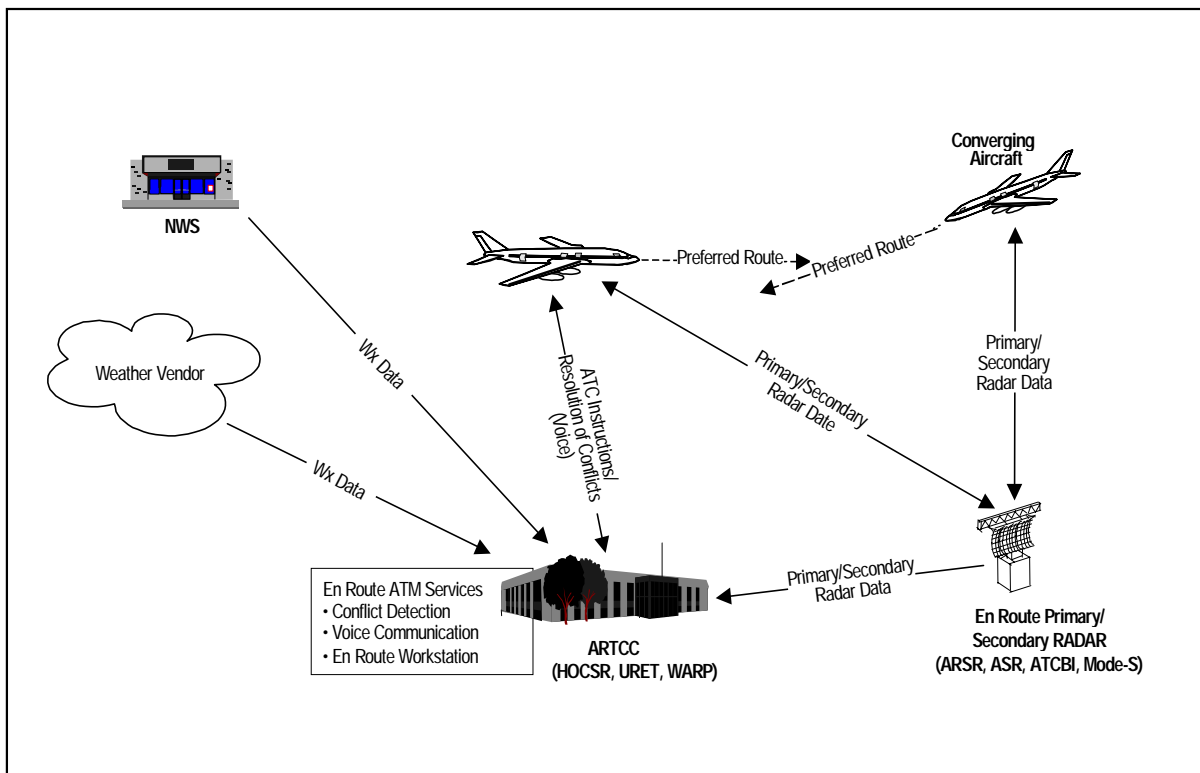 Converging
Aircraft
NWS
Preferred Route
Preferred Route
Weather Vendor
Wx Data
Wx Data
ATC Instructions/
Resolution of Conflicts
(Voice)
Primary/Secondary
Radar Date
Primary/
Secondary
Radar Data
Primary/Secondary
Radar Data
En Route ATM Services
• Conflict Detection
• Voice Communication
• En Route Workstation
ARTCC
(HOCSR, URET, WARP)
En Route Primary/
Secondary RADAR
(ARSR, ASR, ATCBI, Mode-S)